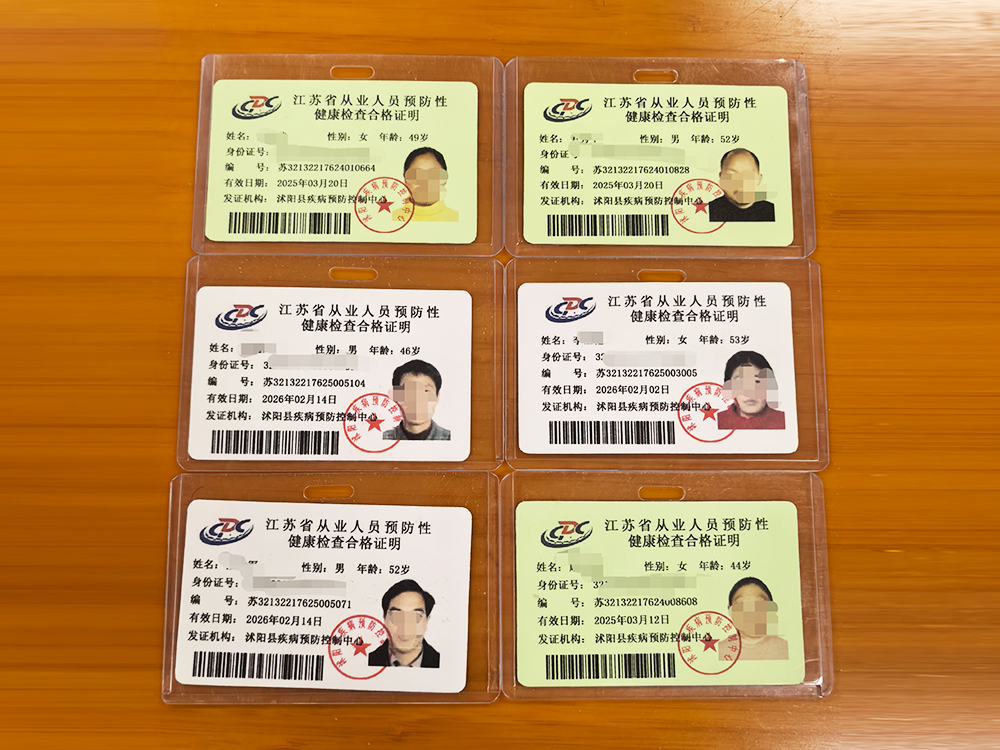 CDC
江苏省从业人员预防性
健康检查合格证明
姓名：
性别：女 年龄：49岁
身份证号：
编 号：苏32132217624010664
有效日期：2025年03月20日
发证机构：沭阳县疾病预防控制中心
CDC
江苏省从业人员预防性
健康检查合格证明
姓名：
性别：男 年龄：52岁
身份证号：
编 号：苏32132217624010828
有效日期：2025年03月20日
发证机构：沭阳县疾病预防控制中心
CDC
江苏省从业人员预防性
健康检查合格证明
姓名：
性别：男 年龄：46岁
身份证号：
编 号：苏32132217625005104
有效日期：2026年02月14日
发证机构：沭阳县疾病预防控制中心
CDC
江苏省从业人员预防性
健康检查合格证明
姓名：
性别：女 年龄：53岁
身份证号：
编 号：苏32132217625003005
有效日期：2026年02月02日
发证机构：沭阳县疾病预防控制中心
CDC
江苏省从业人员预防性
健康检查合格证明
姓名：
性别：男 年龄：52岁
身份证号：
编 号：苏32132217625005071
有效日期：2026年02月14日
发证机构：沭阳县疾病预防控制中心
CDC
江苏省从业人员预防性
健康检查合格证明
姓名：
性别：女 年龄：44岁
身份证号：
编 号：苏32132217624008608
有效日期：2025年03月12日
发证机构：沭阳县疾病预防控制中心